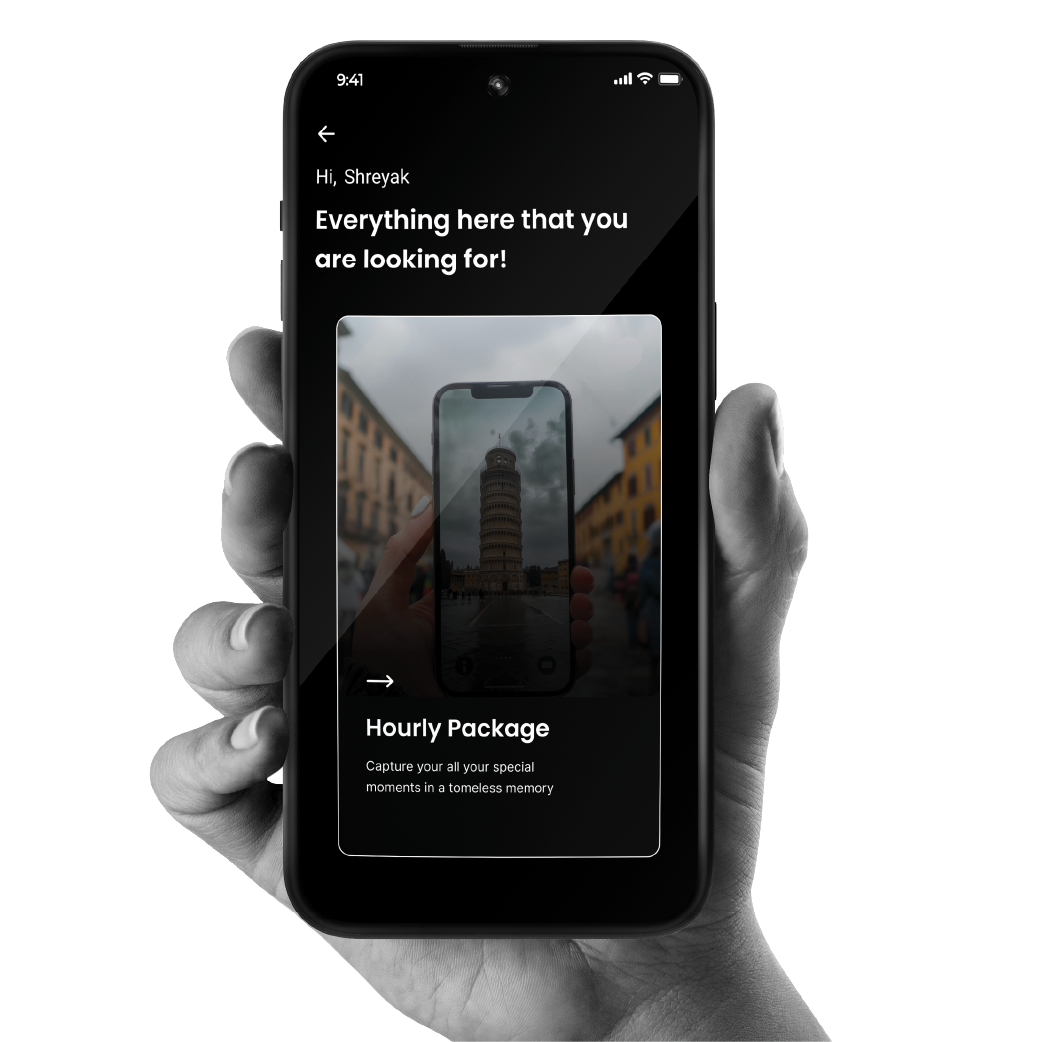 9:41
Hi, Shreyak
Everything here that you
are looking for!
Hourly Package
Capture your all your special
moments in a tomeless memory